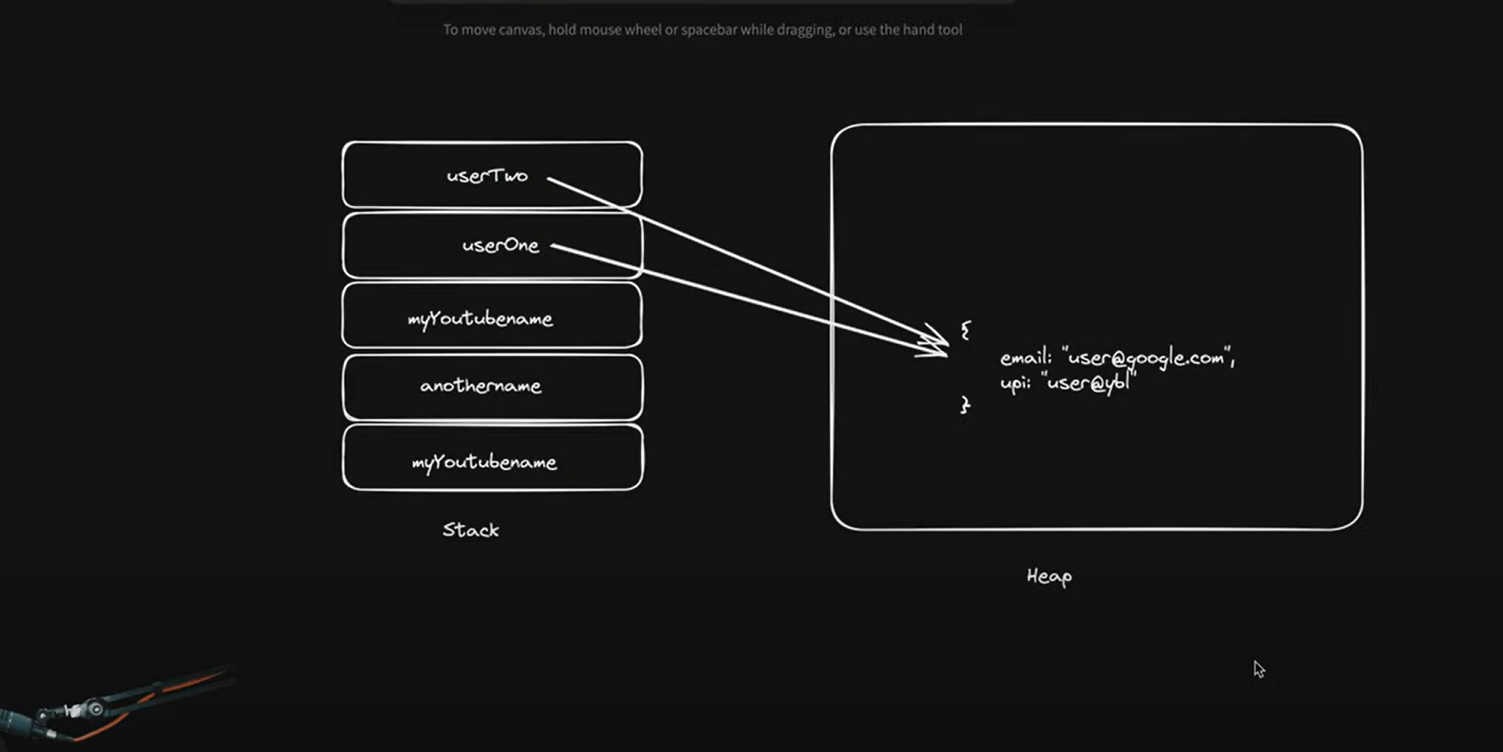 To move canvas, hold mouse wheel or spacebar while dragging, or use the hand tool
userTwo
userOne
myYoutubename
anothername
myYoutubename
Stack
{
email: "user@google.com",
upi: "user@ybl"
}
Heap